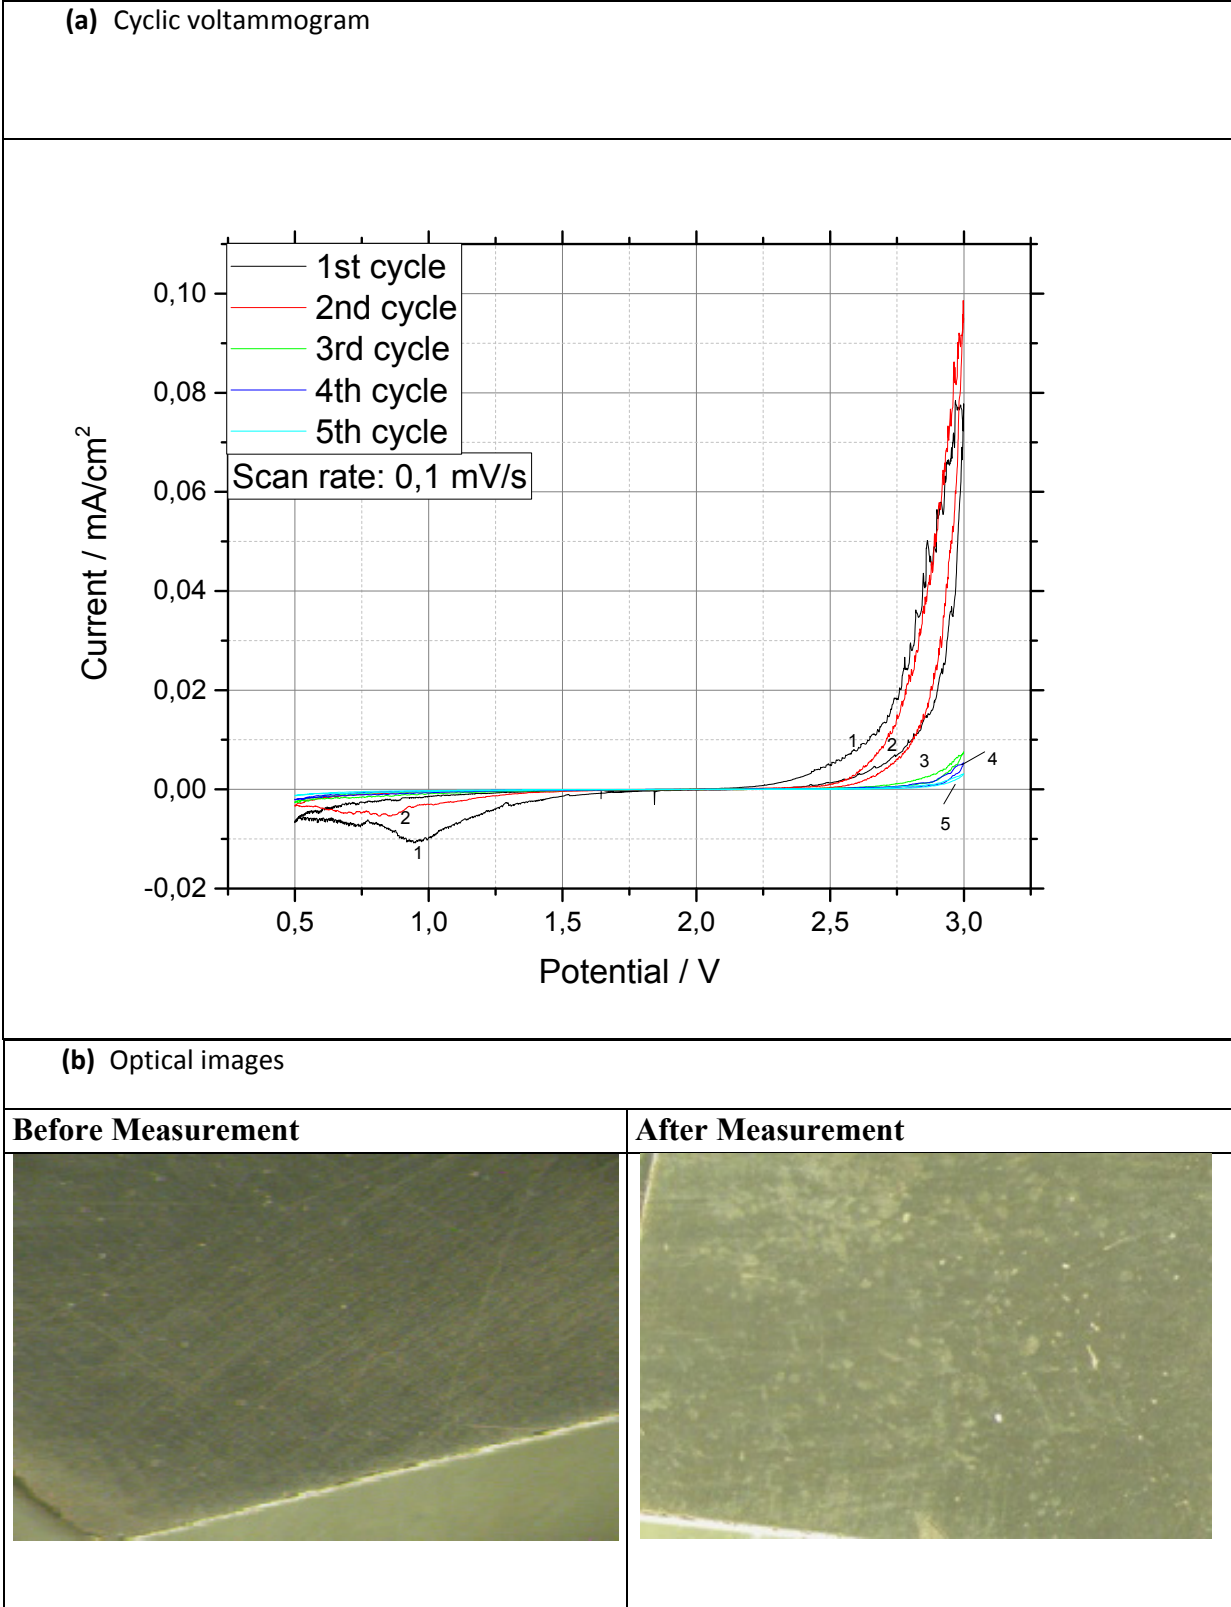 (a) Cyclic voltammogram
1st cycle
2nd cycle
3rd cycle
4th cycle
5th cycle
Scan rate: 0,1 mV/s
0,10
0,08
0,06
0,04
0,02
0,00
-0,02
Current / mA/cm²
1
2
3
4
5
2
1
0,5 1,0 1,5 2,0 2,5 3,0
Potential / V
(b) Optical images
Before Measurement
After Measurement